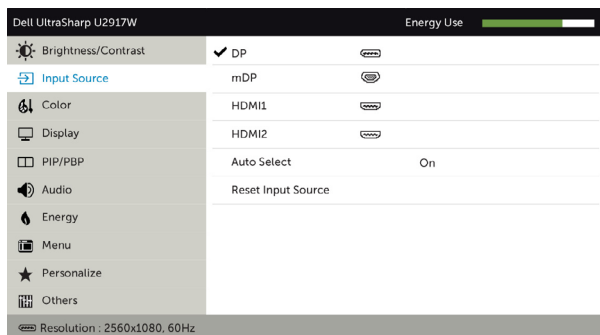 Dell UltraSharp U2917W Energy Use
Brightness/Contrast DP
Input Source mDP
Color HDMI1
Display HDMI2
PIP/PBP Auto Select On
Audio Reset Input Source
Energy
Menu
Personalize
Others
Resolution : 2560x1080, 60Hz